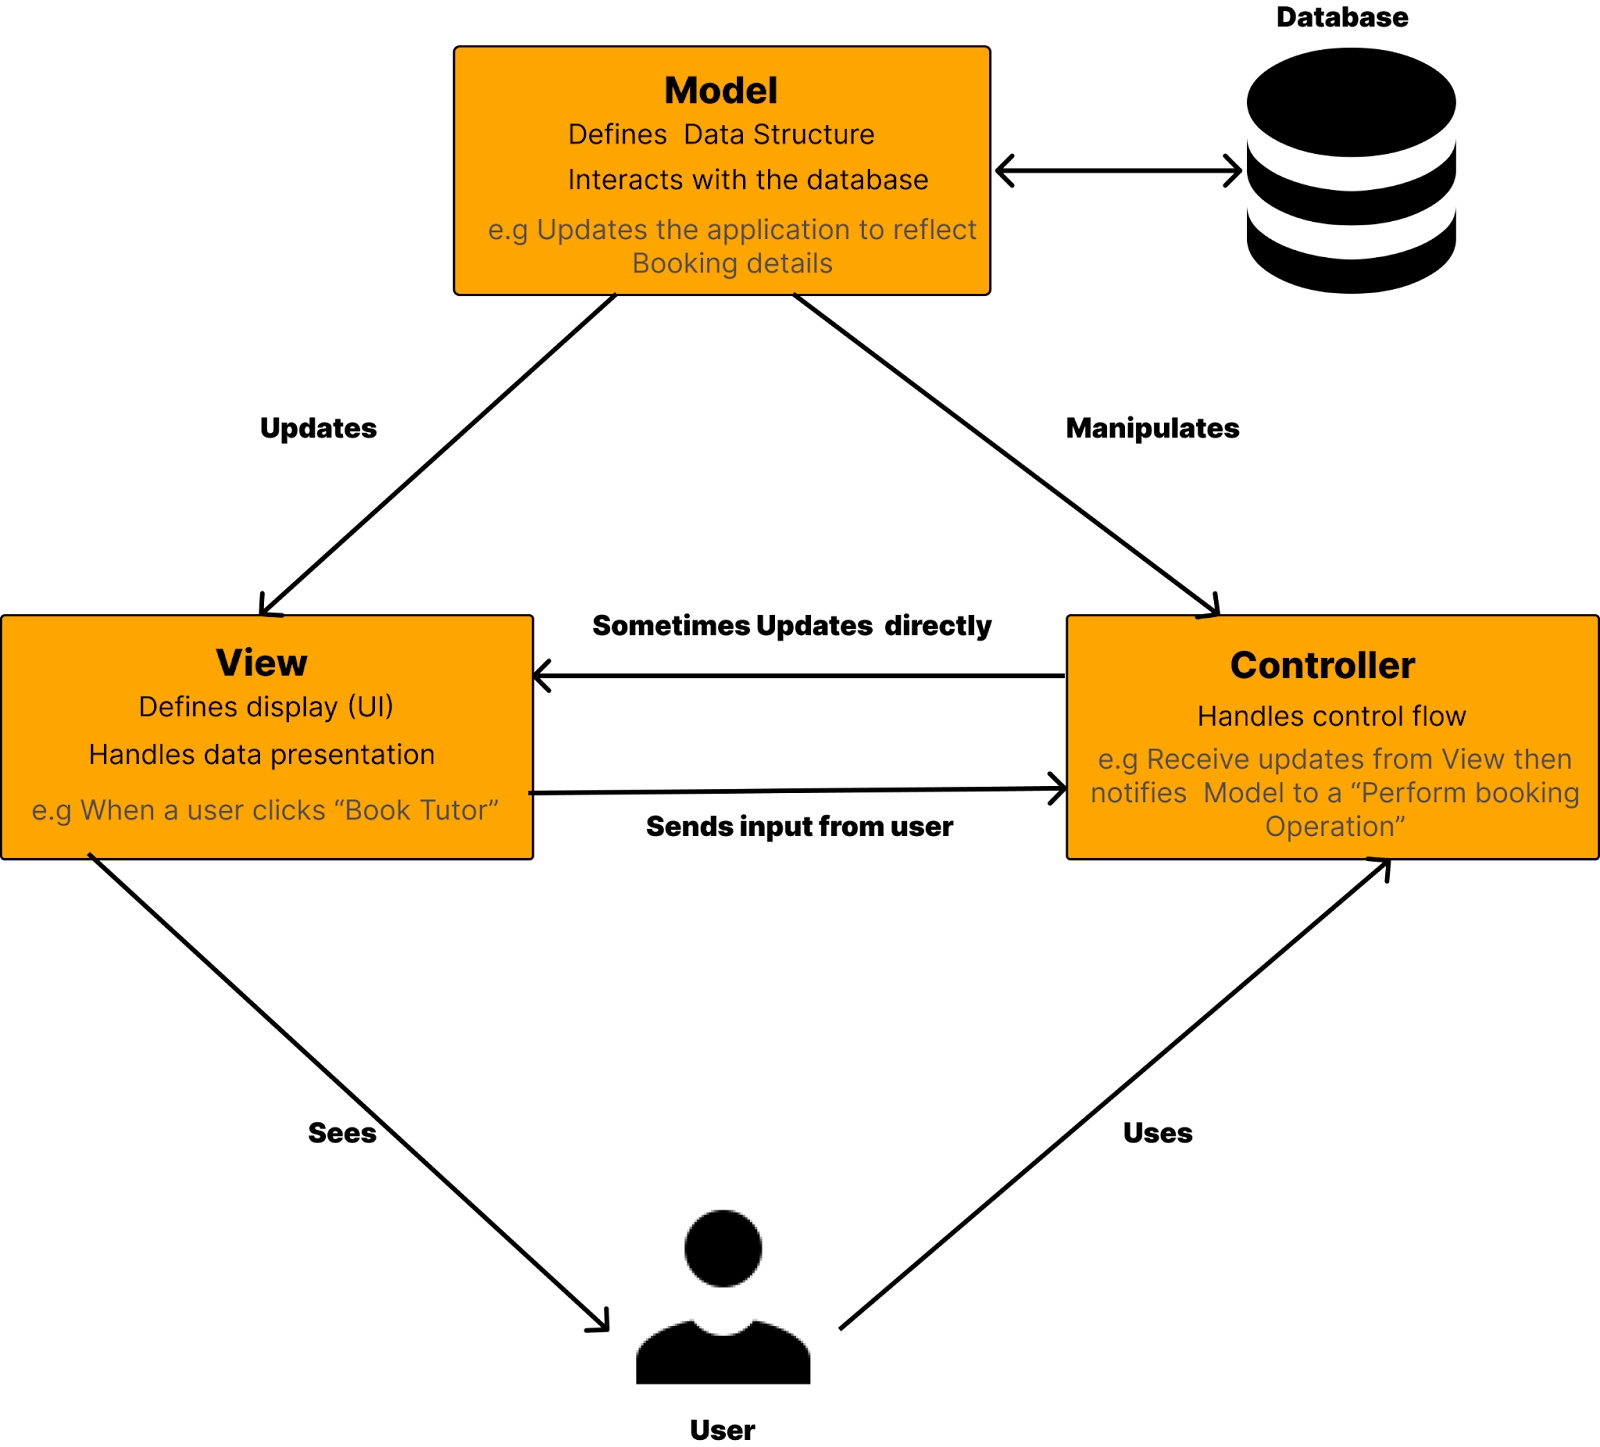 Database
Model
Defines  Data Structure
Interacts with the database
e.g Updates the application to reflect
Booking details
Updates
Manipulates
Sometimes Updates  directly
View
Defines display (UI)
Handles data presentation
e.g When a user clicks “Book Tutor”
Controller
Handles control flow
e.g Receive updates from View then
notifies  Model to a “Perform booking
Operation”
Sends input from user
Sees
Uses
User